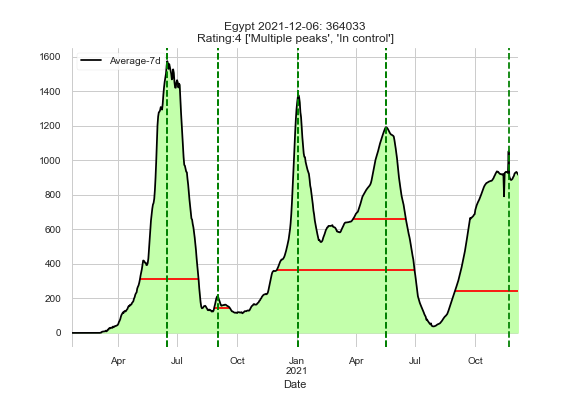 Egypt 2021-12-06: 364033
Rating:4 ['Multiple peaks', 'In control']
Average-7d
1600
1400
1200
1000
800
600
400
200
0
Apr Jul Oct Jan Apr Jul Oct
2021
Date